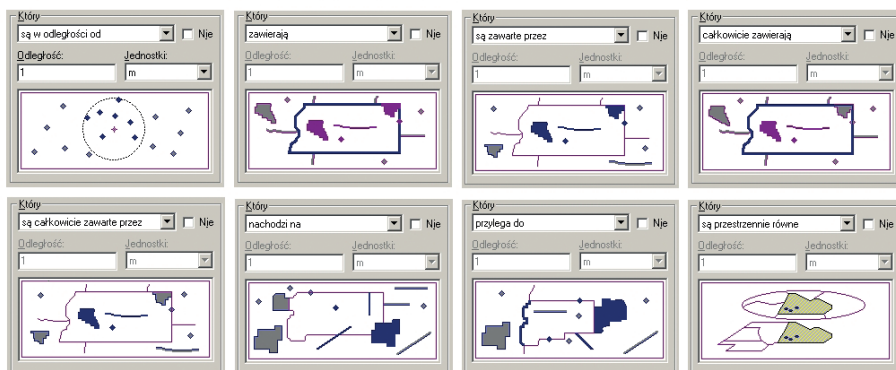 Który
są w odległości od
Nie
Odległość:
Jednostki:
1
m
Który
zawierają
Nie
Odległość:
Jednostki:
1
m
Który
są zawarte przez
Nie
Odległość:
Jednostki:
1
m
Który
całkowicie zawierają
Nie
Odległość:
Jednostki:
1
m
Który
są całkowicie zawarte przez
Nie
Odległość:
Jednostki:
1
m
Który
nachodzi na
Nie
Odległość:
Jednostki:
1
m
Który
przylega do
Nie
Odległość:
Jednostki:
1
m
Który
są przestrzennie równe
Nie
Odległość:
Jednostki:
1
m